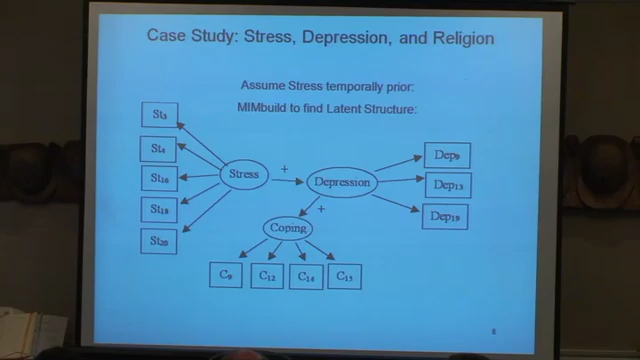 Case Study: Stress, Depression, and Religion
Assume Stress temporally prior:
MIMbuild to find Latent Structure:
St₃
St₄
St₁₆
St₁₈
St₂₀
Stress
+
Depression
Dep₉
Dep₁₃
Dep₁₉
+
Coping
C₉
C₁₂
C₁₄
C₁₅
8